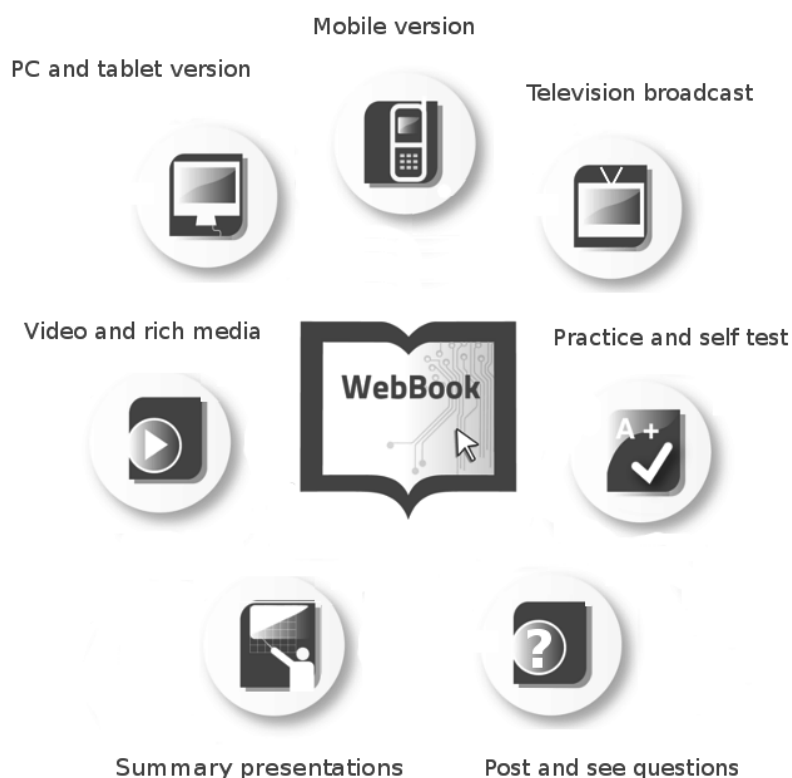 Mobile version
PC and tablet version
Television broadcast
Video and rich media
Practice and self test
WebBook
A +
?
Summary presentations
Post and see questions